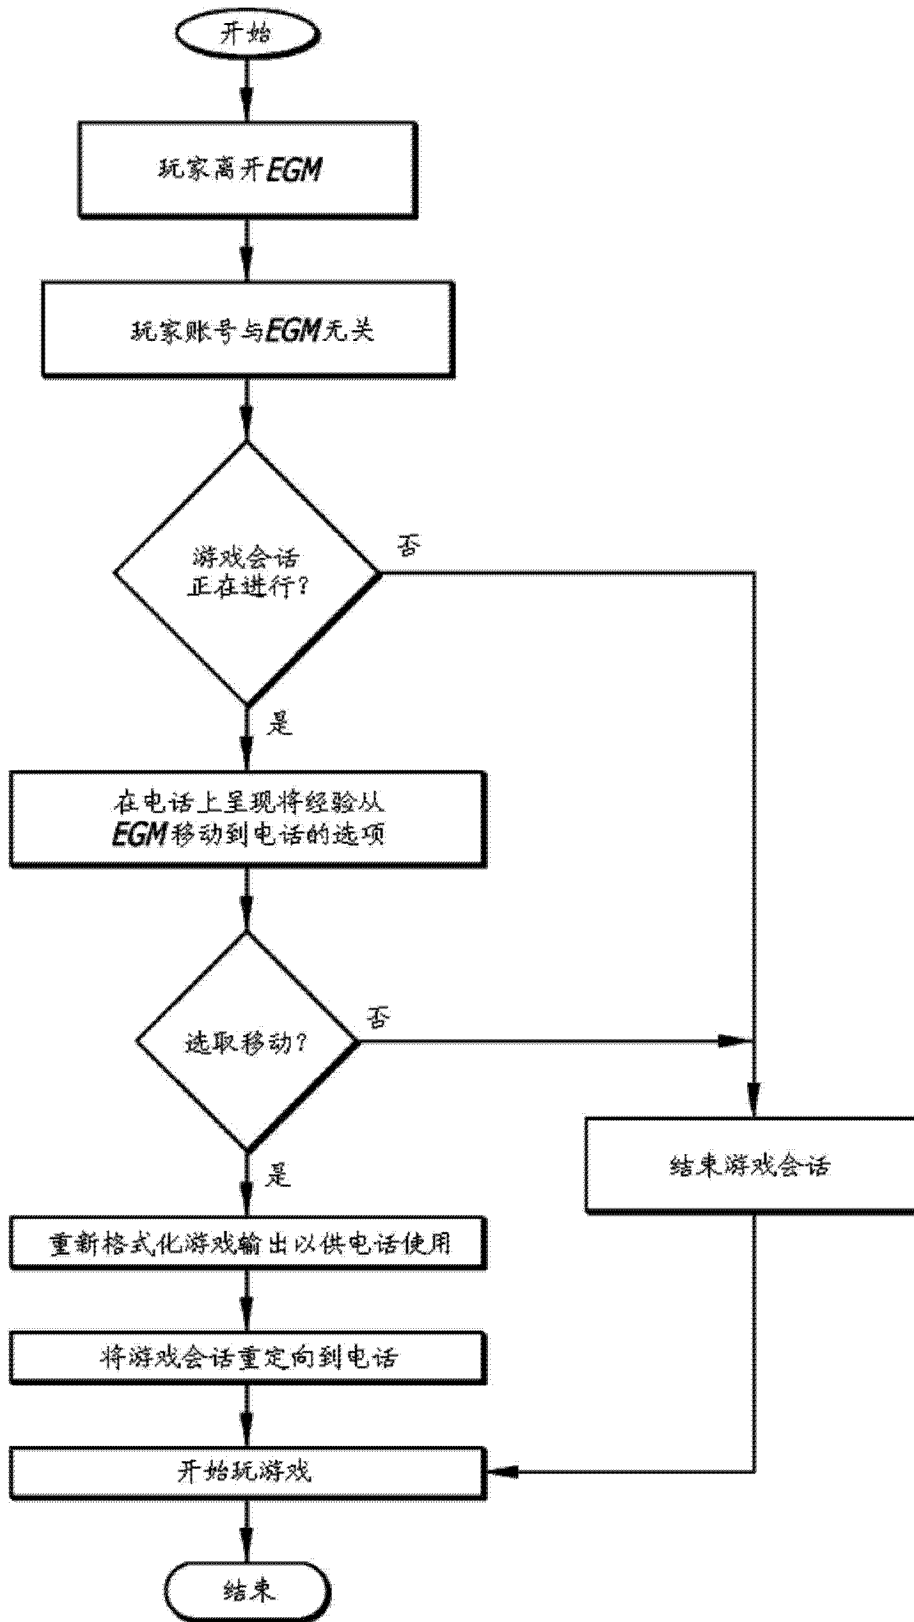 开始
玩家离开EGM
玩家账号与EGM无关
游戏会话
正在进行?
否
是
在电话上呈现将经验从
EGM移动到电话的选项
选取移动?
否
是
结束游戏会话
重新格式化游戏输出以供电话使用
将游戏会话重定向到电话
开始玩游戏
结束